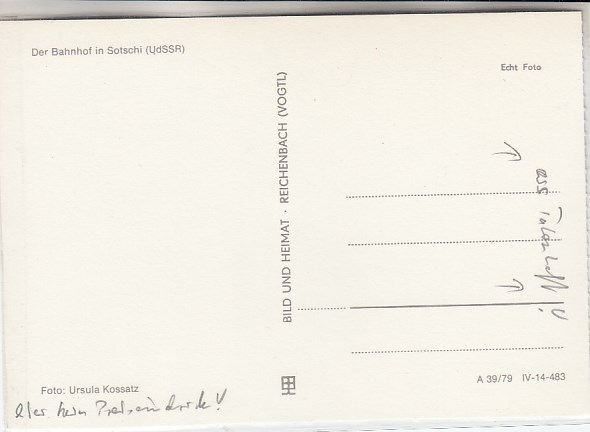 Der Bahnhof in Sotschi (UdSSR)
Echt Foto
BILD UND HEIMAT · REICHENBACH (VOGTL)
A 39/79 IV-14-483
Foto: Ursula Kossatz